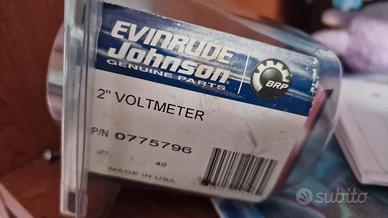 EVINRUDE
Johnson
GENUINE PARTS
BRP
2" VOLTMETER
P/N 0775796
40
MADE IN USA
subito